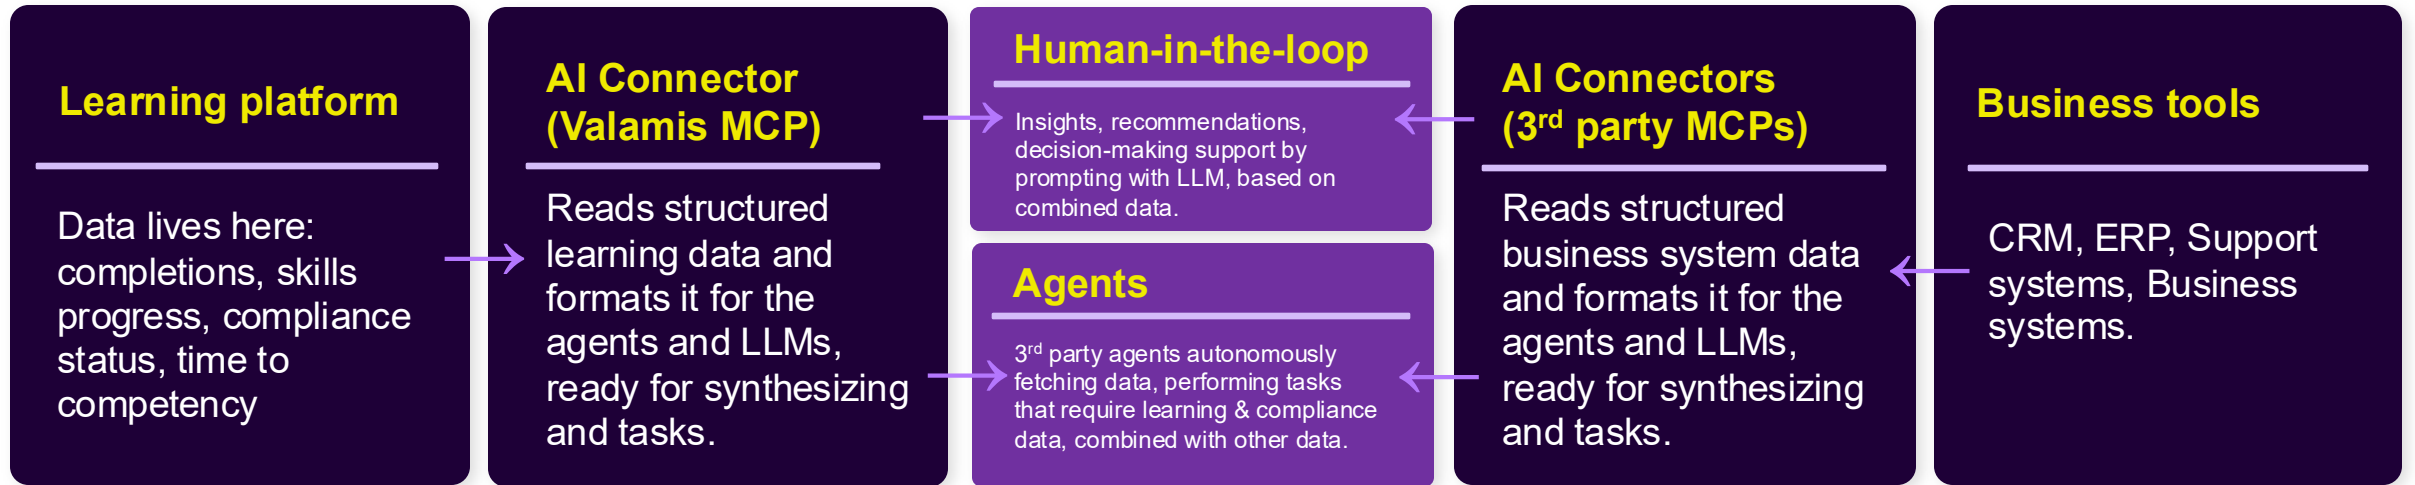 Learning platform
Data lives here:
completions, skills
progress, compliance
status, time to
competency
AI Connector
(Valamis MCP)
Reads structured
learning data and
formats it for the
agents and LLMs,
ready for synthesizing
and tasks.
Human-in-the-loop
Insights, recommendations,
decision-making support by
prompting with LLM, based on
combined data.
Agents
3rd party agents autonomously
fetching data, performing tasks
that require learning & compliance
data, combined with other data.
AI Connectors
(3rd party MCPs)
Reads structured
business system data
and formats it for the
agents and LLMs,
ready for synthesizing
and tasks.
Business tools
CRM, ERP, Support
systems, Business
systems.